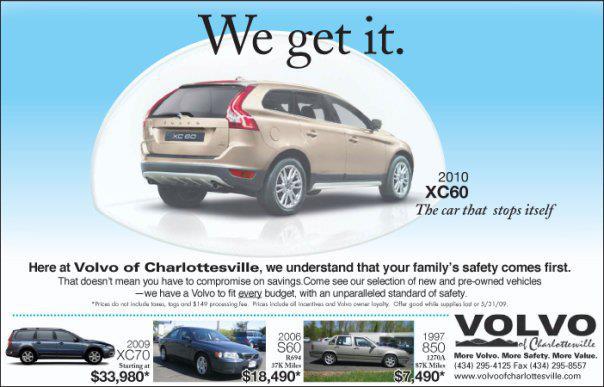 We get it.
XC60
2010
XC60
The car that stops itself
Here at Volvo of Charlottesville, we understand that your family's safety comes first.
That doesn't mean you have to compromise on savings.Come see our selection of new and pre-owned vehicles
—we have a Volvo to fit every budget, with an unparalleled standard of safety.
*Prices do not include taxes, tags and $149 processing fee. Prices Include all Incentives and Volvo owner loyalty. Offer good while supplies last or 5/31/09.
2009
XC70
Starting at
$33,980*
2006
S60
R694
37K Miles
$18,490*
1997
850
1270A
87K Miles
$7,490*
VOLVO
of Charlottesville
More Volvo. More Safety. More Value.
(434) 295-4125 Fax (434) 295-8557
www.volvoofcharlottesville.com